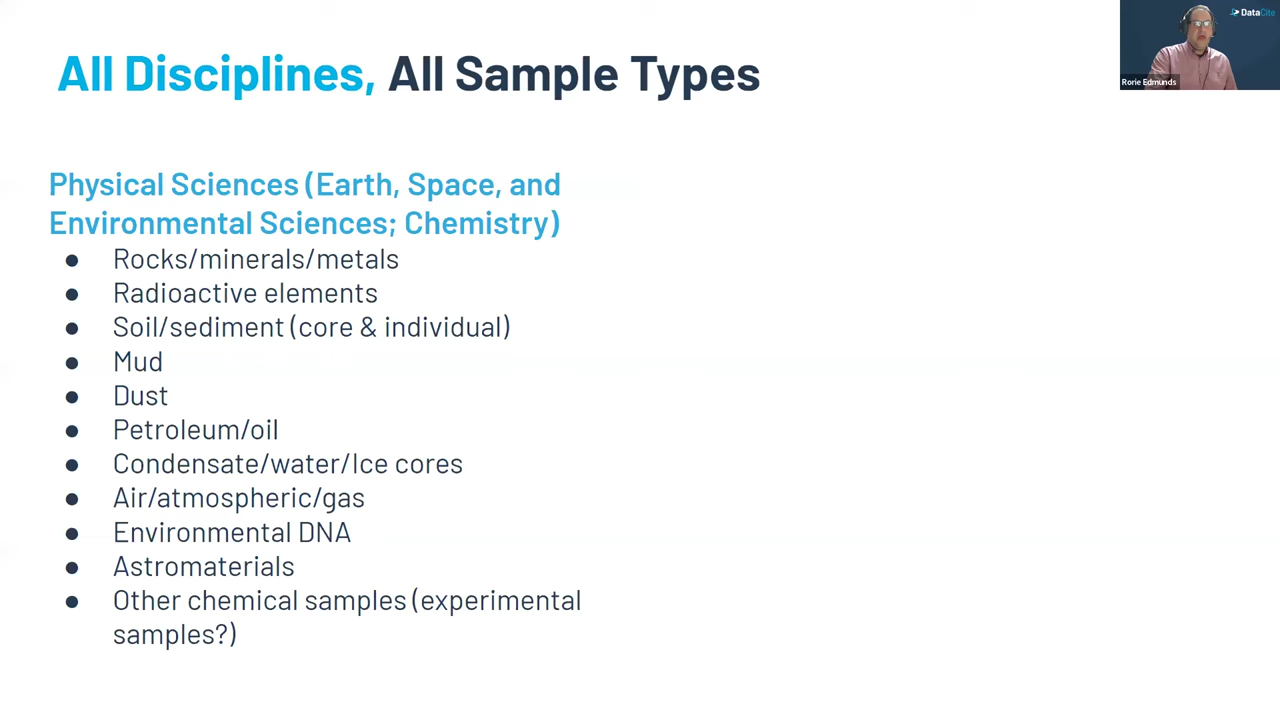 All Disciplines, All Sample Types
DataCite
Rorie Edmunds
Physical Sciences (Earth, Space, and
Environmental Sciences; Chemistry)
● Rocks/minerals/metals
● Radioactive elements
● Soil/sediment (core & individual)
● Mud
● Dust
● Petroleum/oil
● Condensate/water/Ice cores
● Air/atmospheric/gas
● Environmental DNA
● Astromaterials
● Other chemical samples (experimental
samples?)